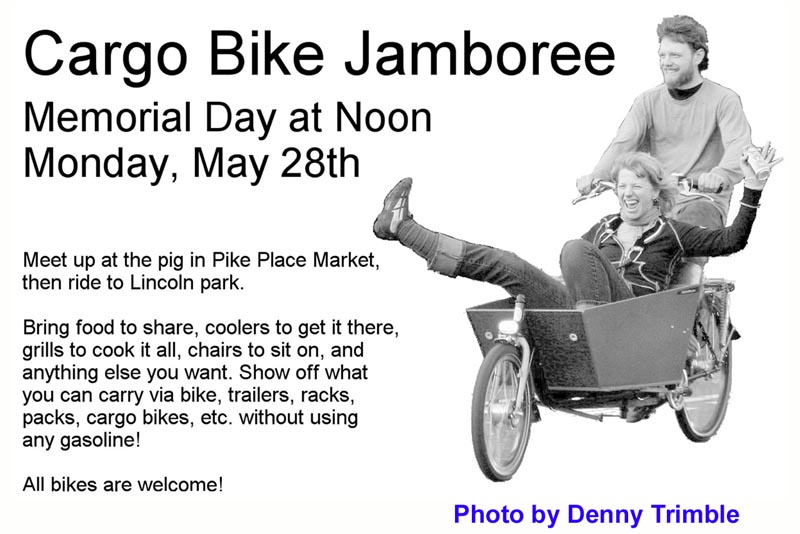 Cargo Bike Jamboree
Memorial Day at Noon
Monday, May 28th
Meet up at the pig in Pike Place Market,
then ride to Lincoln park.
Bring food to share, coolers to get it there,
grills to cook it all, chairs to sit on, and
anything else you want. Show off what
you can carry via bike, trailers, racks,
packs, cargo bikes, etc. without using
any gasoline!
All bikes are welcome!
Photo by Denny Trimble